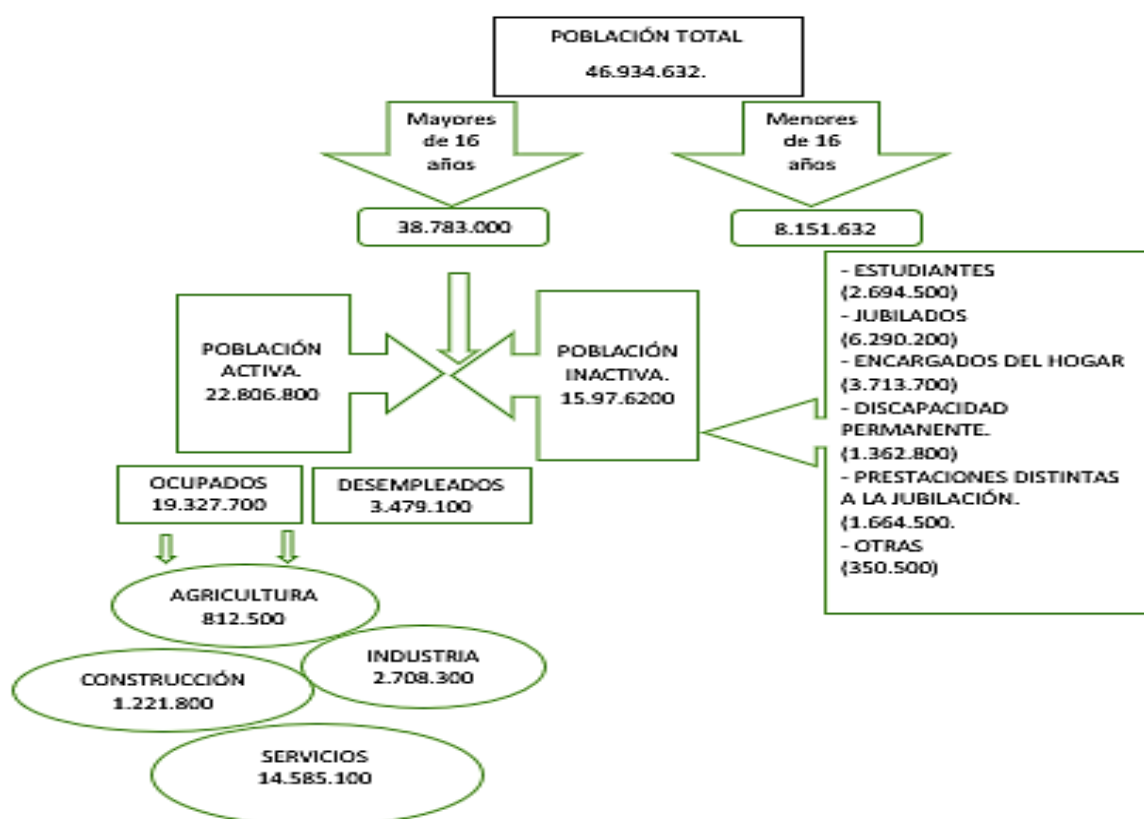 POBLACIÓN TOTAL
46.934.632.
Mayores
de 16
años
Menores
de 16
años
38.783.000
8.151.632
POBLACIÓN
ACTIVA.
22.806.800
POBLACIÓN
INACTIVA.
15.97.6200
- ESTUDIANTES
(2.694.500)
- JUBILADOS
(6.290.200)
- ENCARGADOS DEL HOGAR
(3.713.700)
- DISCAPACIDAD
PERMANENTE.
(1.362.800)
- PRESTACIONES DISTINTAS
A LA JUBILACIÓN.
(1.664.500.
- OTRAS
(350.500)
OCUPADOS
19.327.700
DESEMPLEADOS
3.479.100
AGRICULTURA
812.500
INDUSTRIA
2.708.300
CONSTRUCCIÓN
1.221.800
SERVICIOS
14.585.100